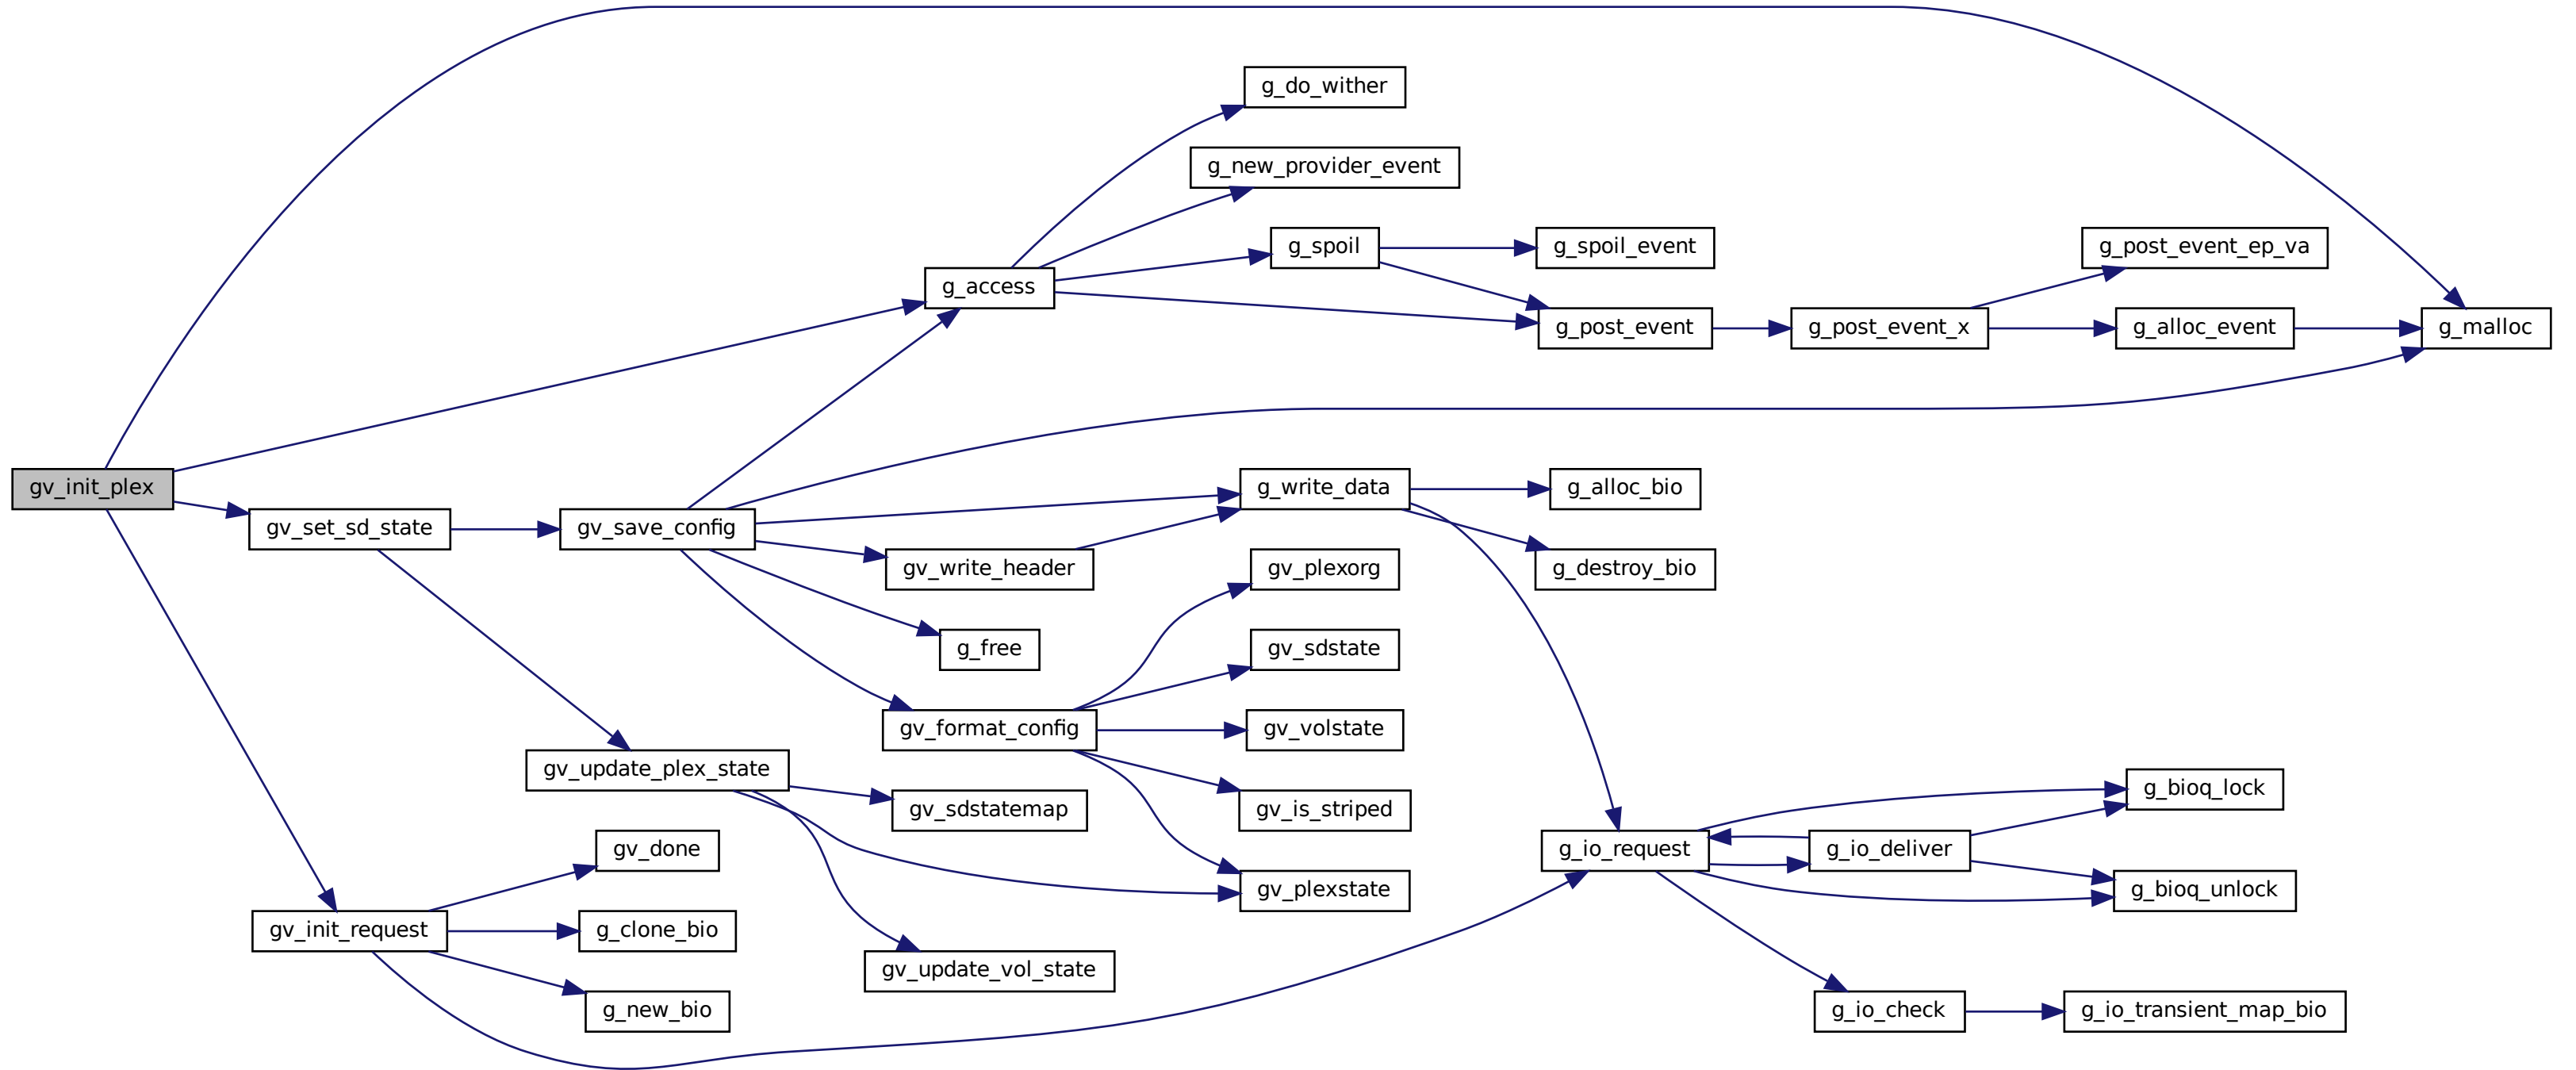 g_do_wither
g_new_provider_event
g_spoil
g_spoil_event
g_post_event_ep_va
g_access
g_post_event
g_post_event_x
g_alloc_event
g_malloc
gv_init_plex
g_write_data
g_alloc_bio
gv_set_sd_state
gv_save_config
gv_write_header
gv_plexorg
g_destroy_bio
g_free
gv_sdstate
gv_format_config
gv_volstate
gv_update_plex_state
g_bioq_lock
gv_sdstatemap
gv_is_striped
gv_done
g_io_request
g_io_deliver
gv_plexstate
g_bioq_unlock
gv_init_request
g_clone_bio
gv_update_vol_state
g_new_bio
g_io_check
g_io_transient_map_bio